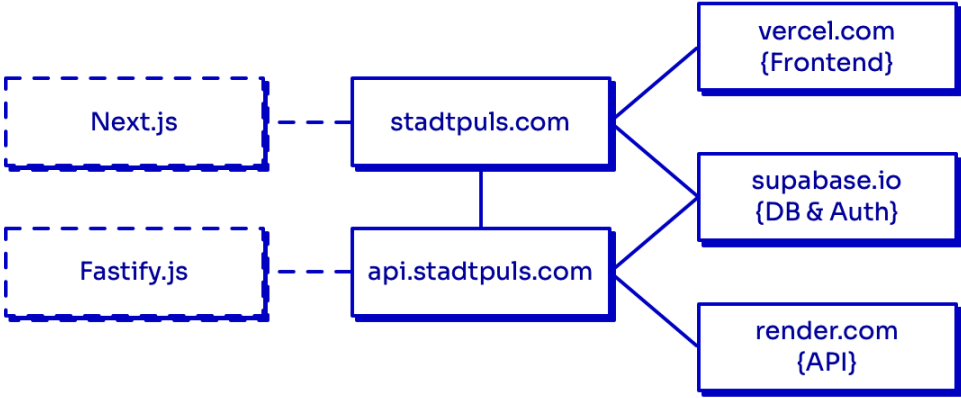 Next.js
stadtpuls.com
vercel.com
{Frontend}
supabase.io
{DB & Auth}
Fastify.js
api.stadtpuls.com
render.com
{API}